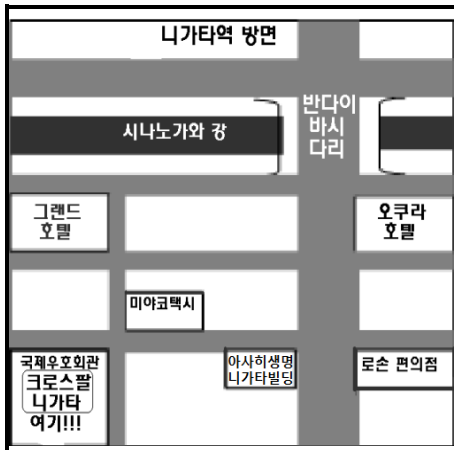 니가타역 방면
반다이
바시
다리
시나노가와 강
그랜드
호텔
오쿠라
호텔
미야코택시
국제우호회관
크로스팔
니가타
여기!!!
아사히생명
니가타빌딩
로손 편의점